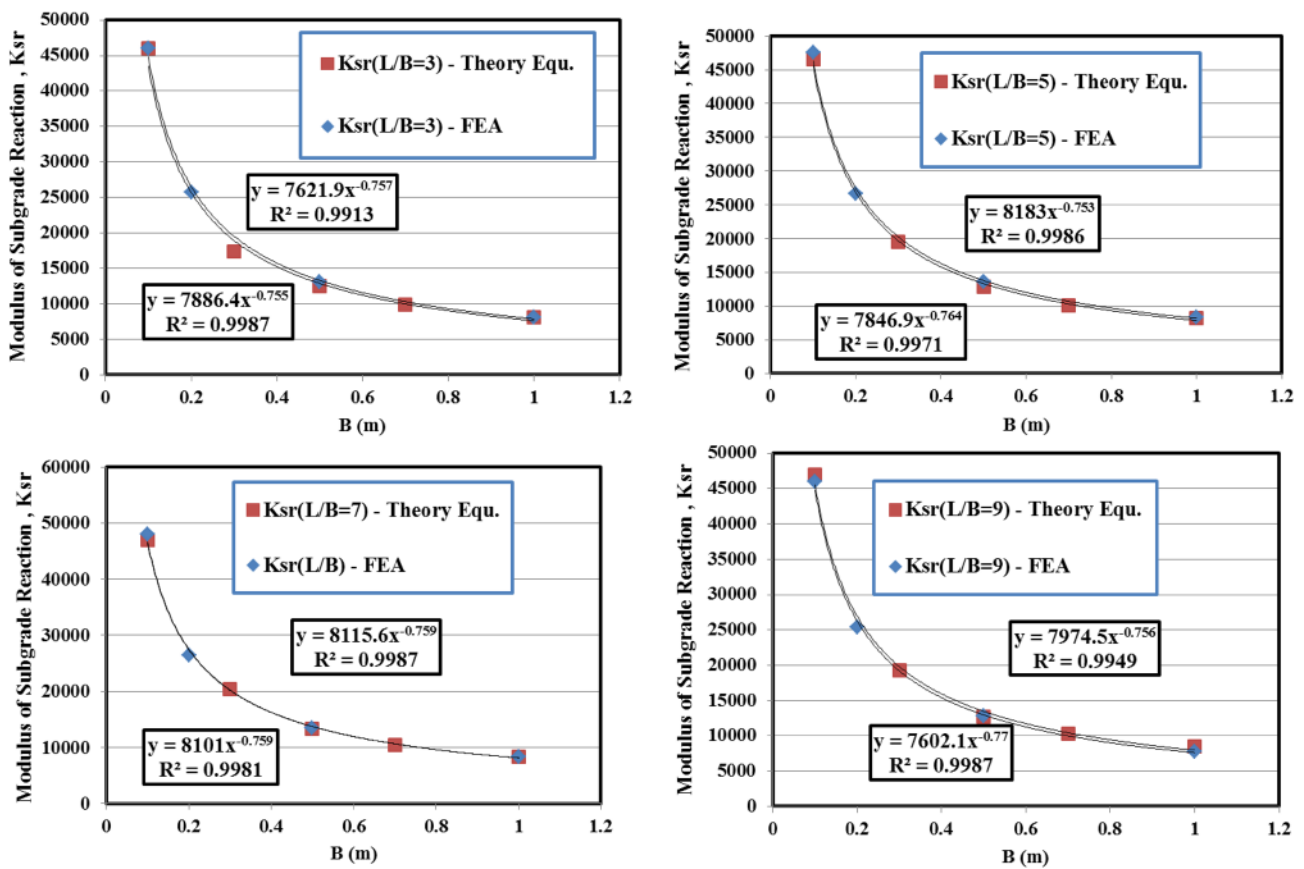 Modulus of Subgrade Reaction , Ksr
50000
45000
40000
35000
30000
25000
20000
15000
10000
5000
0
Ksr(L/B=3) - Theory Equ.
Ksr(L/B=3) - FEA
y = 7621.9x^-0.757
R² = 0.9913
y = 7886.4x^-0.755
R² = 0.9987
0 0.2 0.4 0.6 0.8 1 1.2
B (m)
Modulus of Subgrade Reaction , Ksr
50000
45000
40000
35000
30000
25000
20000
15000
10000
5000
0
Ksr(L/B=5) - Theory Equ.
Ksr(L/B=5) - FEA
y = 8183x^-0.753
R² = 0.9986
y = 7846.9x^-0.764
R² = 0.9971
0 0.2 0.4 0.6 0.8 1 1.2
B (m)
Modulus of Subgrade Reaction , Ksr
60000
50000
40000
30000
20000
10000
0
Ksr(L/B=7) - Theory Equ.
Ksr(L/B) - FEA
y = 8115.6x^-0.759
R² = 0.9987
y = 8101x^-0.759
R² = 0.9981
0 0.2 0.4 0.6 0.8 1 1.2
B (m)
Modulus of Subgrade Reaction , Ksr
50000
45000
40000
35000
30000
25000
20000
15000
10000
5000
0
Ksr(L/B=9) - Theory Equ.
Ksr(L/B=9) - FEA
y = 7974.5x^-0.756
R² = 0.9949
y = 7602.1x^-0.77
R² = 0.9987
0 0.2 0.4 0.6 0.8 1 1.2
B (m)